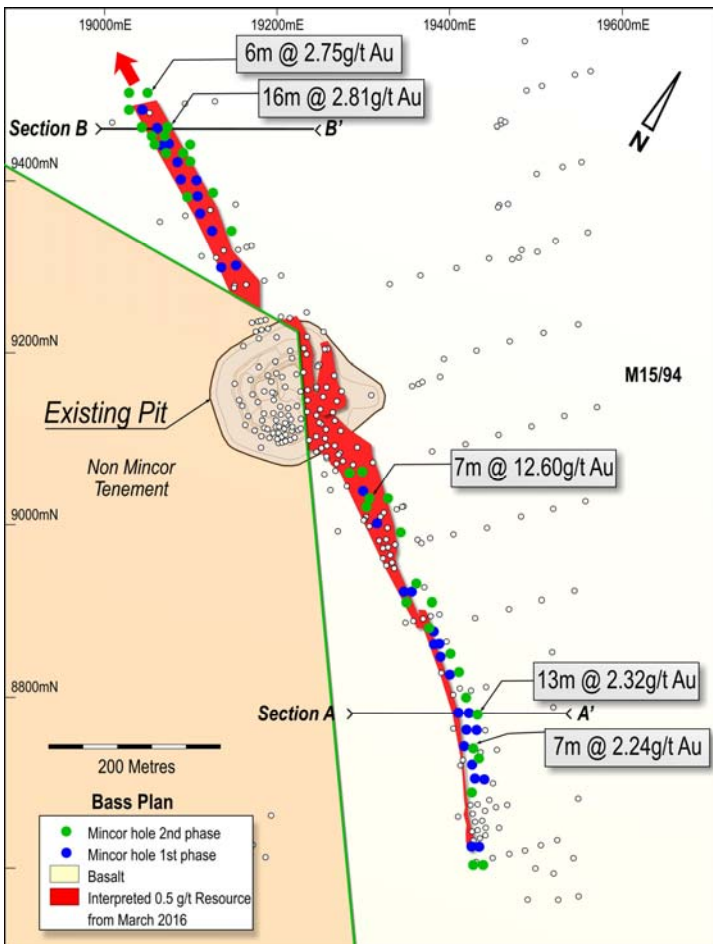 19000mE
19200mE
19400mE
19600mE
6m @ 2.75g/t Au
16m @ 2.81g/t Au
Section B
B'
N
9400mN
9200mN
M15/94
Existing Pit
Non Mincor
Tenement
7m @ 12.60g/t Au
9000mN
8800mN
13m @ 2.32g/t Au
Section A
A'
7m @ 2.24g/t Au
200 Metres
Bass Plan
Mincor hole 2nd phase
Mincor hole 1st phase
Basalt
Interpreted 0.5 g/t Resource
from March 2016